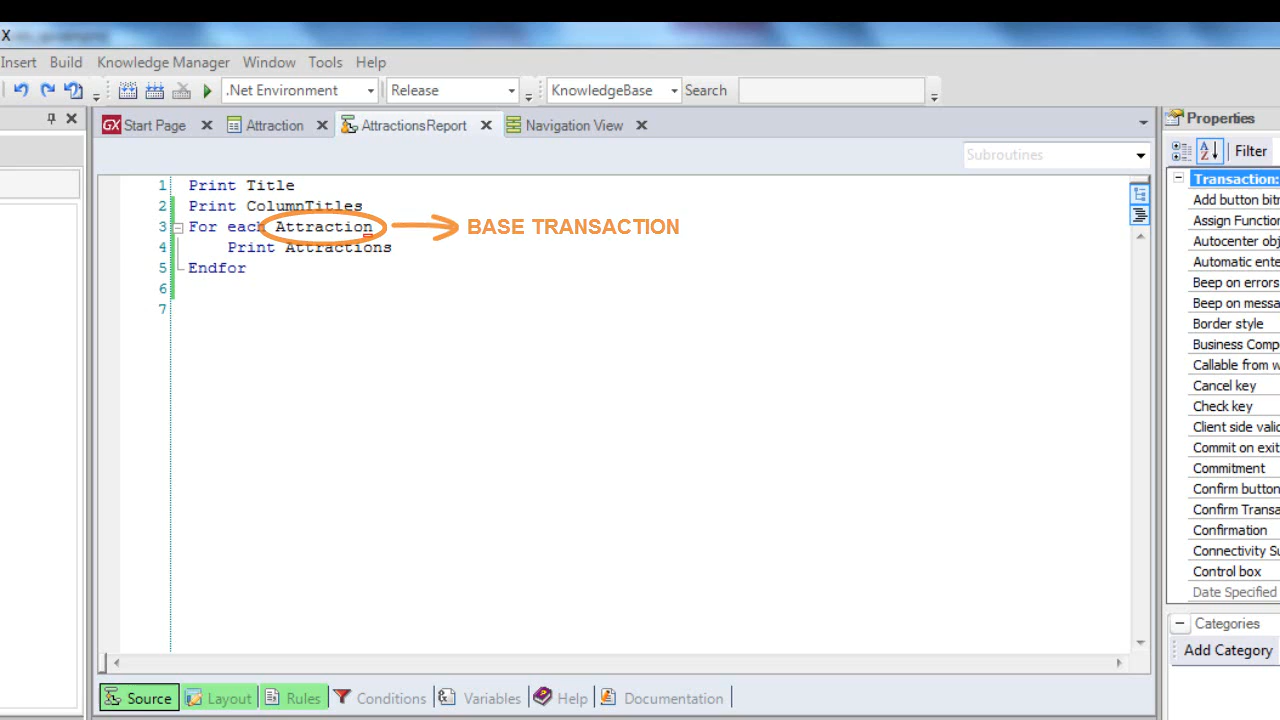 X
Insert Build Knowledge Manager Window Tools Help
.Net Environment Release KnowledgeBase Search
GX Start Page Attraction AttractionsReport Navigation View
Properties
Subroutines
Filter
1 Print Title
2 Print ColumnTitles
3 For each Attraction BASE TRANSACTION
4 Print Attractions
5 Endfor
6
7
Transaction:
Add button bit
Assign Function
Autocenter obj
Automatic ente
Beep on errors
Beep on messa
Border style
Business Comp
Callable from w
Cancel key
Check key
Client side valid
Commit on exit
Commitment
Confirm button
Confirm Transa
Confirmation
Connectivity Su
Control box
Date Specified
Categories
Add Category
Source Layout Rules Conditions Variables Help Documentation